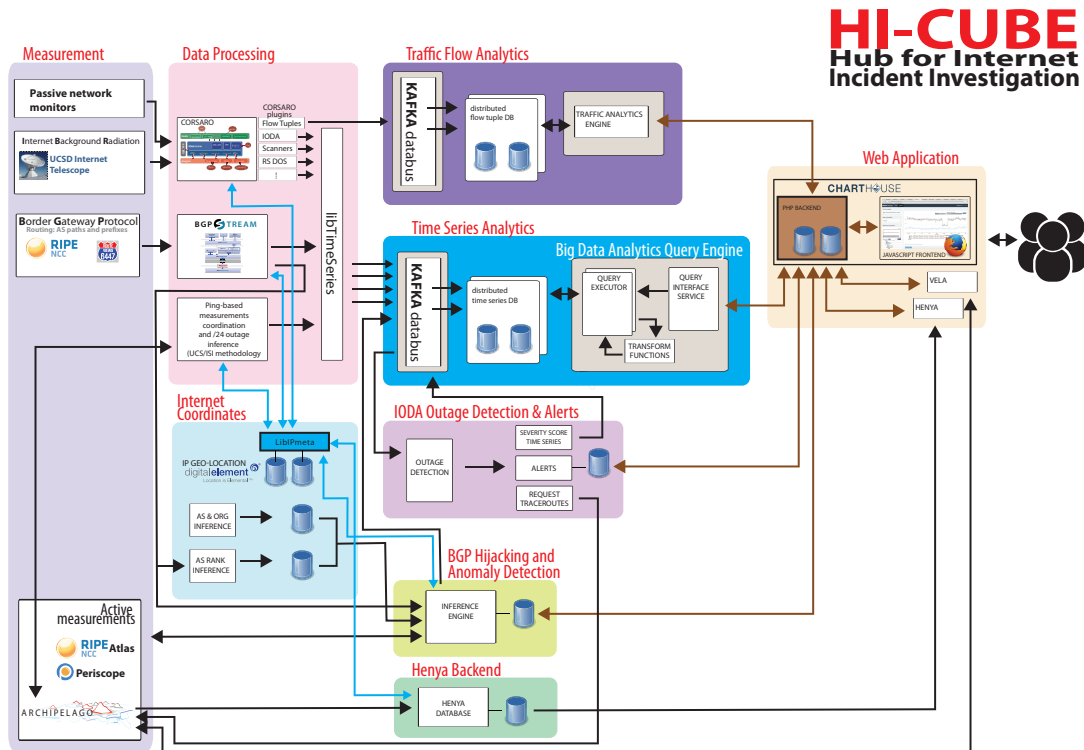 HI-CUBE
Hub for Internet
Incident Investigation
Measurement
Passive network
monitors
Internet Background Radiation
UCSD Internet
Telescope
Border Gateway Protocol
Routing: AS paths and prefixes
RIPE
NCC
Active
measurements
RIPE Atlas
NCC
Periscope
ARCHIPELAGO
Data Processing
CORSARO
CORSARO
plugins
Flow Tuples
IODA
Scanners
RS DOS
⋮
BGPSTREAM
Ping-based
measurements
coordination
and /24 outage
inference
(UCS/ISI methodology
libTimeSeries
Internet
Coordinates
LibIPmeta
IP GEO-LOCATION
digitalelement
Location is Elemental
AS & ORG
INFERENCE
AS RANK
INFERENCE
Traffic Flow Analytics
KAFKA databus
distributed
flow tuple DB
TRAFFIC ANALYTICS
ENGINE
Time Series Analytics
KAFKA databus
distributed
time series DB
Big Data Analytics Query Engine
QUERY
EXECUTOR
QUERY
INTERFACE
SERVICE
TRANSFORM
FUNCTIONS
IODA Outage Detection & Alerts
OUTAGE
DETECTION
SEVERITY SCORE
TIME SERIES
ALERTS
REQUEST
TRACEROUTES
BGP Hijacking and
Anomaly Detection
INFERENCE
ENGINE
Henya Backend
HENYA
DATABASE
Web Application
CHARTHOUSE
PHP BACKEND
JAVASCRIPT FRONTEND
VELA
HENYA